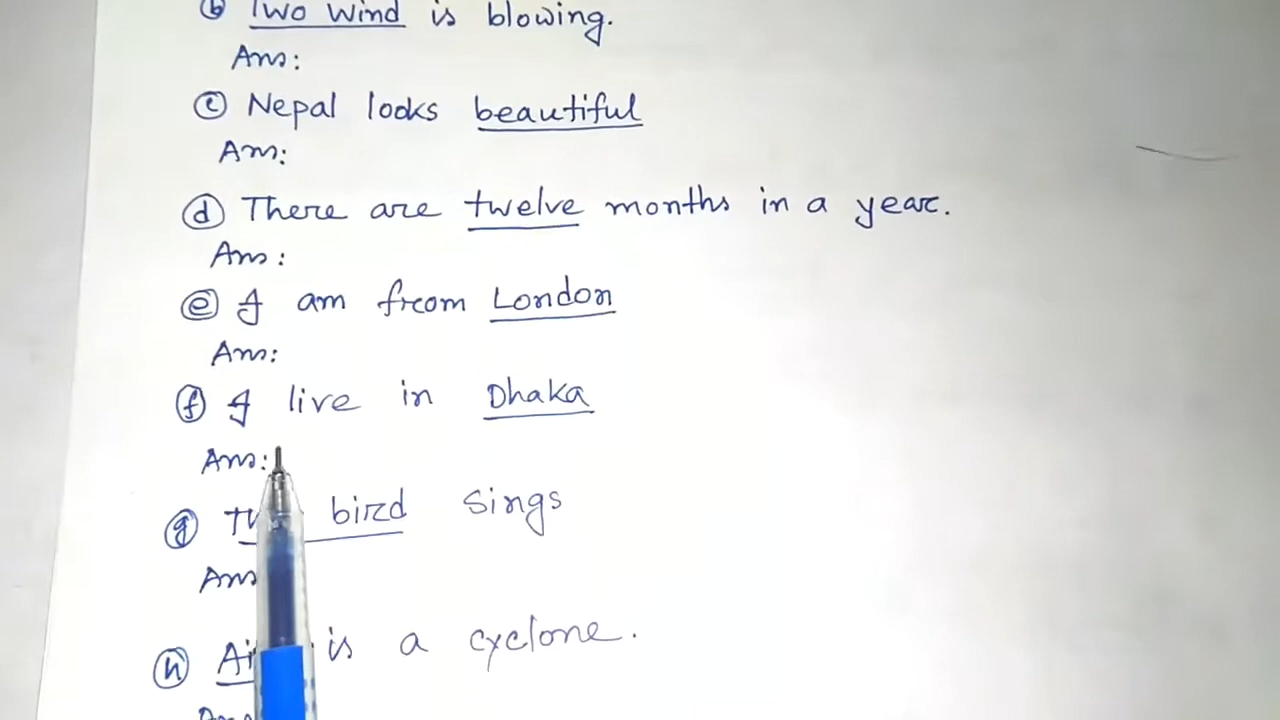 (b) Two wind is blowing.
Ans:
(c) Nepal looks beautiful
Ans:
(d) There are twelve months in a year.
Ans:
(e) I am from London
Ans:
(f) I live in Dhaka
Ans:
(g) bird sings
Ans
(h) is a cyclone.